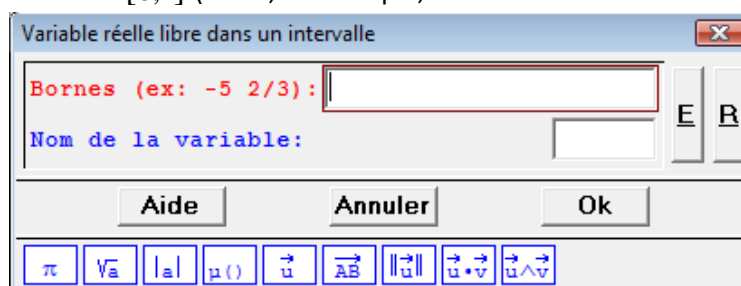 Variable réelle libre dans un intervalle
Bornes (ex: -5 2/3):
E R
Nom de la variable:
Aide Annuler Ok
π √a |a| μ() u⃗ AB⃗ ‖u⃗‖ u⃗•v⃗ u⃗∧v⃗